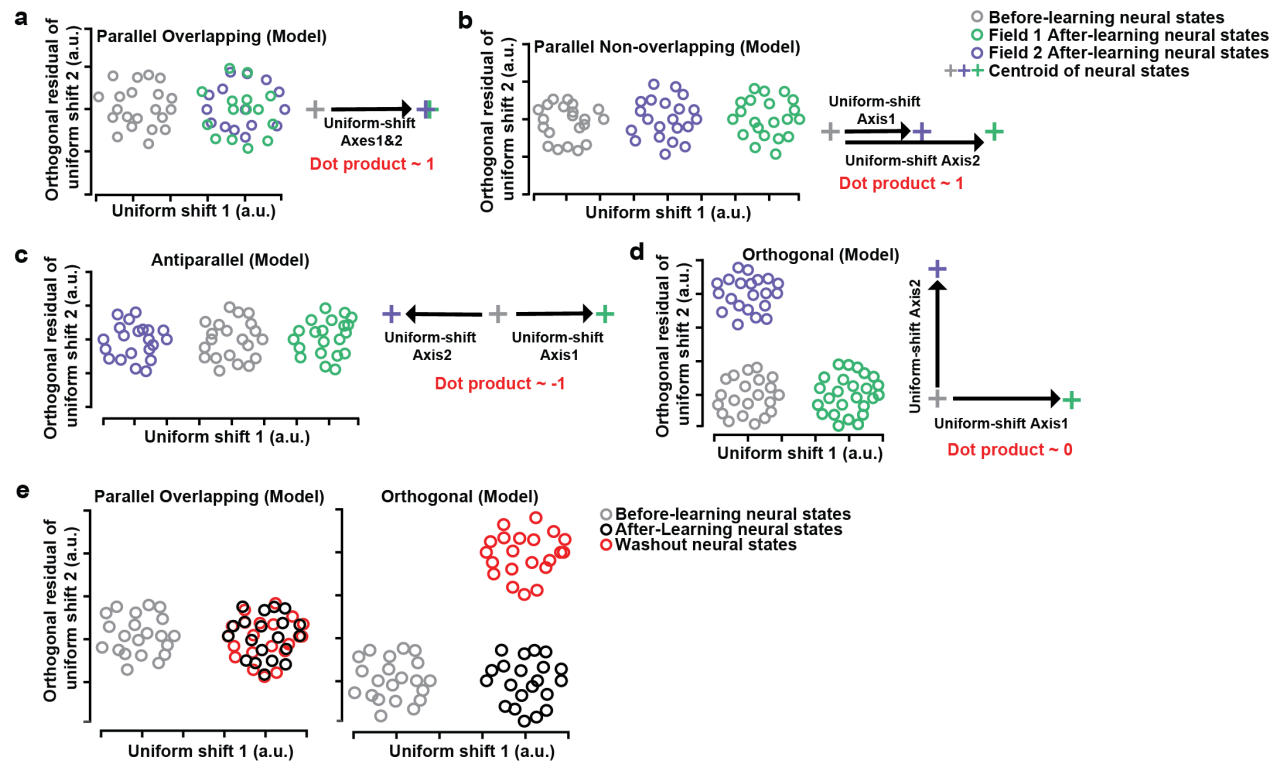 a
Parallel Overlapping (Model)
Orthogonal residual of
uniform shift 2 (a.u.)
Uniform shift 1 (a.u.)
Uniform-shift
Axes1&2
Dot product ~ 1
b
Parallel Non-overlapping (Model)
Orthogonal residual of
uniform shift 2 (a.u.)
Uniform shift 1 (a.u.)
Uniform-shift
Axis1
Uniform-shift Axis2
Dot product ~ 1
Before-learning neural states
Field 1 After-learning neural states
Field 2 After-learning neural states
Centroid of neural states
c
Antiparallel (Model)
Orthogonal residual of
uniform shift 2 (a.u.)
Uniform shift 1 (a.u.)
Uniform-shift
Axis2
Uniform-shift
Axis1
Dot product ~ -1
d
Orthogonal (Model)
Orthogonal residual of
uniform shift 2 (a.u.)
Uniform shift 1 (a.u.)
Uniform-shift Axis2
Uniform-shift Axis1
Dot product ~ 0
e
Parallel Overlapping (Model)
Orthogonal residual of
uniform shift 2 (a.u.)
Uniform shift 1 (a.u.)
Orthogonal (Model)
Uniform shift 1 (a.u.)
Before-learning neural states
After-Learning neural states
Washout neural states